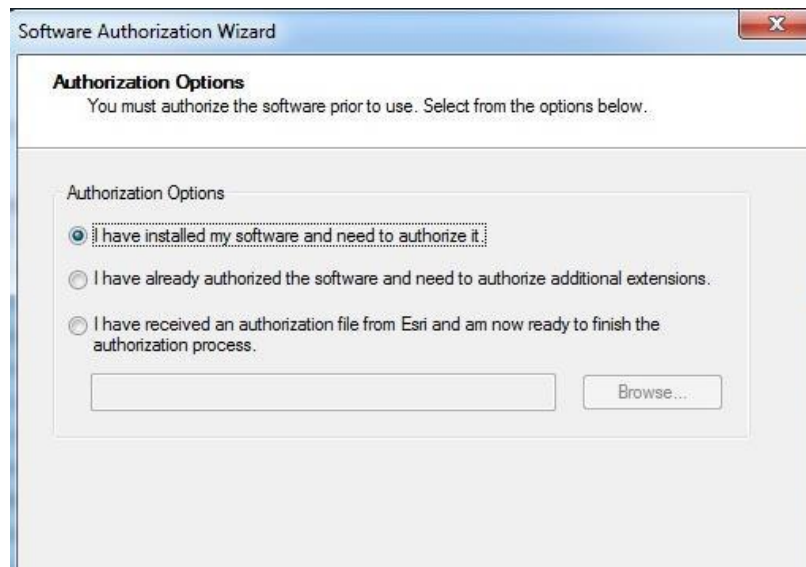 Software Authorization Wizard
Authorization Options
You must authorize the software prior to use. Select from the options below.
Authorization Options
I have installed my software and need to authorize it.
I have already authorized the software and need to authorize additional extensions.
I have received an authorization file from Esri and am now ready to finish the
authorization process.
Browse...